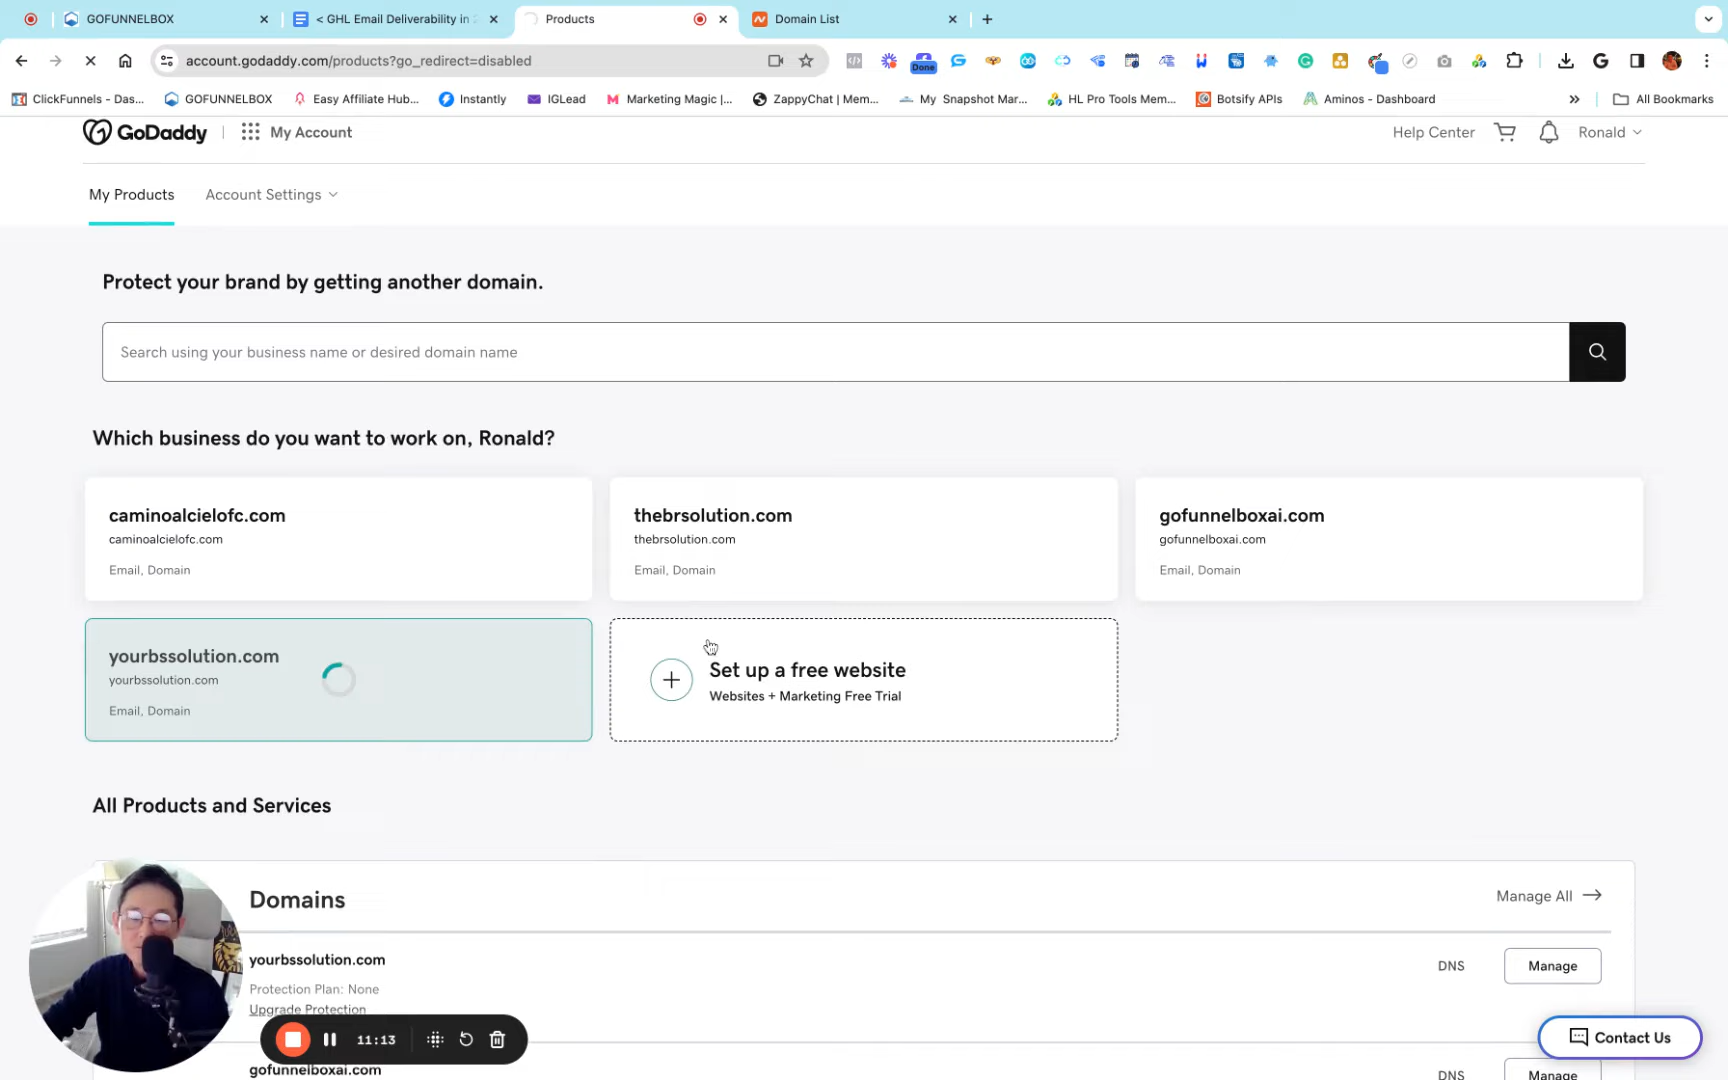 GOFUNNELBOX
< GHL Email Deliverability in
Products
Domain List
account.godaddy.com/products?go_redirect=disabled
Done
ClickFunnels - Das...
GOFUNNELBOX
Easy Affiliate Hub...
Instantly
IGLead
Marketing Magic |...
ZappyChat | Mem...
My Snapshot Mar...
HL Pro Tools Mem...
Botsify APIs
Aminos - Dashboard
All Bookmarks
GoDaddy
My Account
Help Center
Ronald
My Products
Account Settings
Protect your brand by getting another domain.
Search using your business name or desired domain name
Which business do you want to work on, Ronald?
caminoalcielofc.com
caminoalcielofc.com
Email, Domain
thebrsolution.com
thebrsolution.com
Email, Domain
gofunnelboxai.com
gofunnelboxai.com
Email, Domain
yourbssolution.com
yourbssolution.com
Email, Domain
Set up a free website
Websites + Marketing Free Trial
All Products and Services
Domains
Manage All
yourbssolution.com
DNS
Manage
Protection Plan: None
Upgrade Protection
11:13
Contact Us
gofunnelboxai.com
DNS
Manage